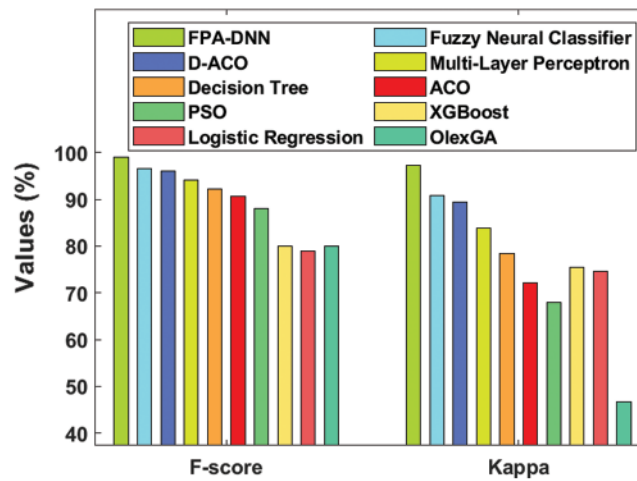 FPA-DNN Fuzzy Neural Classifier
D-ACO Multi-Layer Perceptron
Decision Tree ACO
PSO XGBoost
Logistic Regression OlexGA
100
90
80
70
60
50
40
Values (%)
F-score Kappa